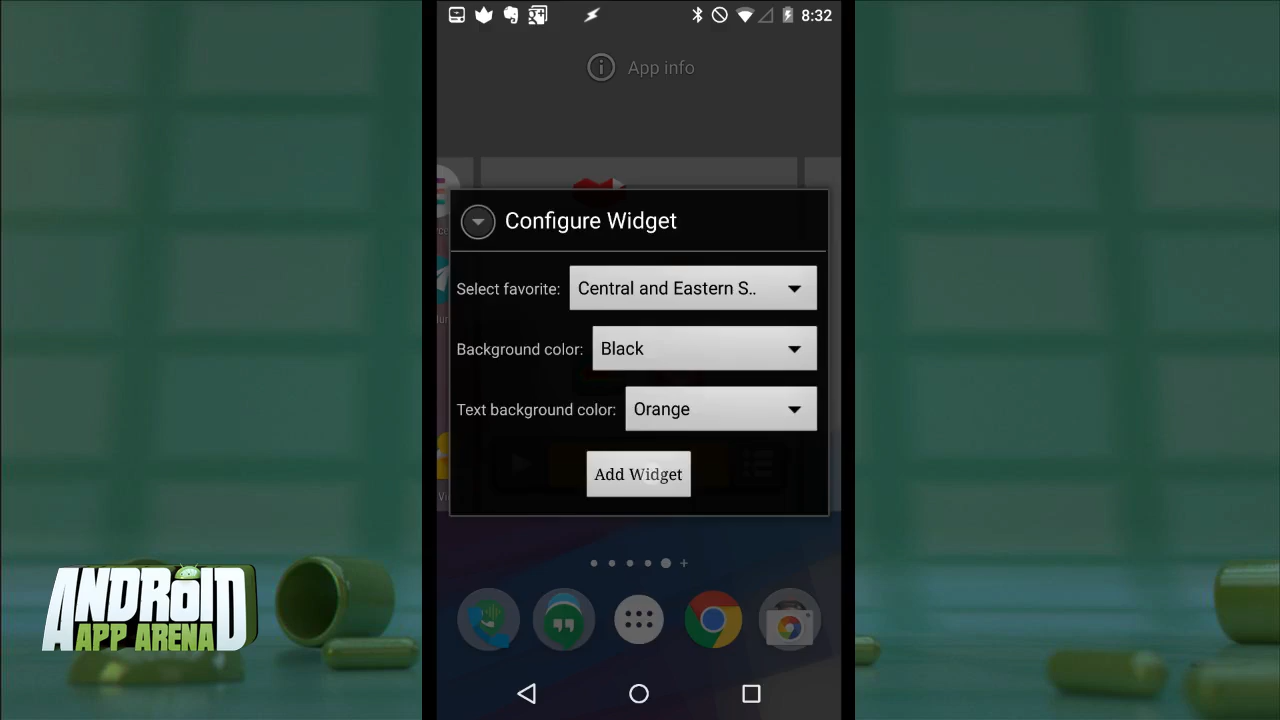 8:32
App info
Configure Widget
Select favorite: Central and Eastern S..
Background color: Black
Text background color: Orange
Add Widget
ANDROID
APP ARENA